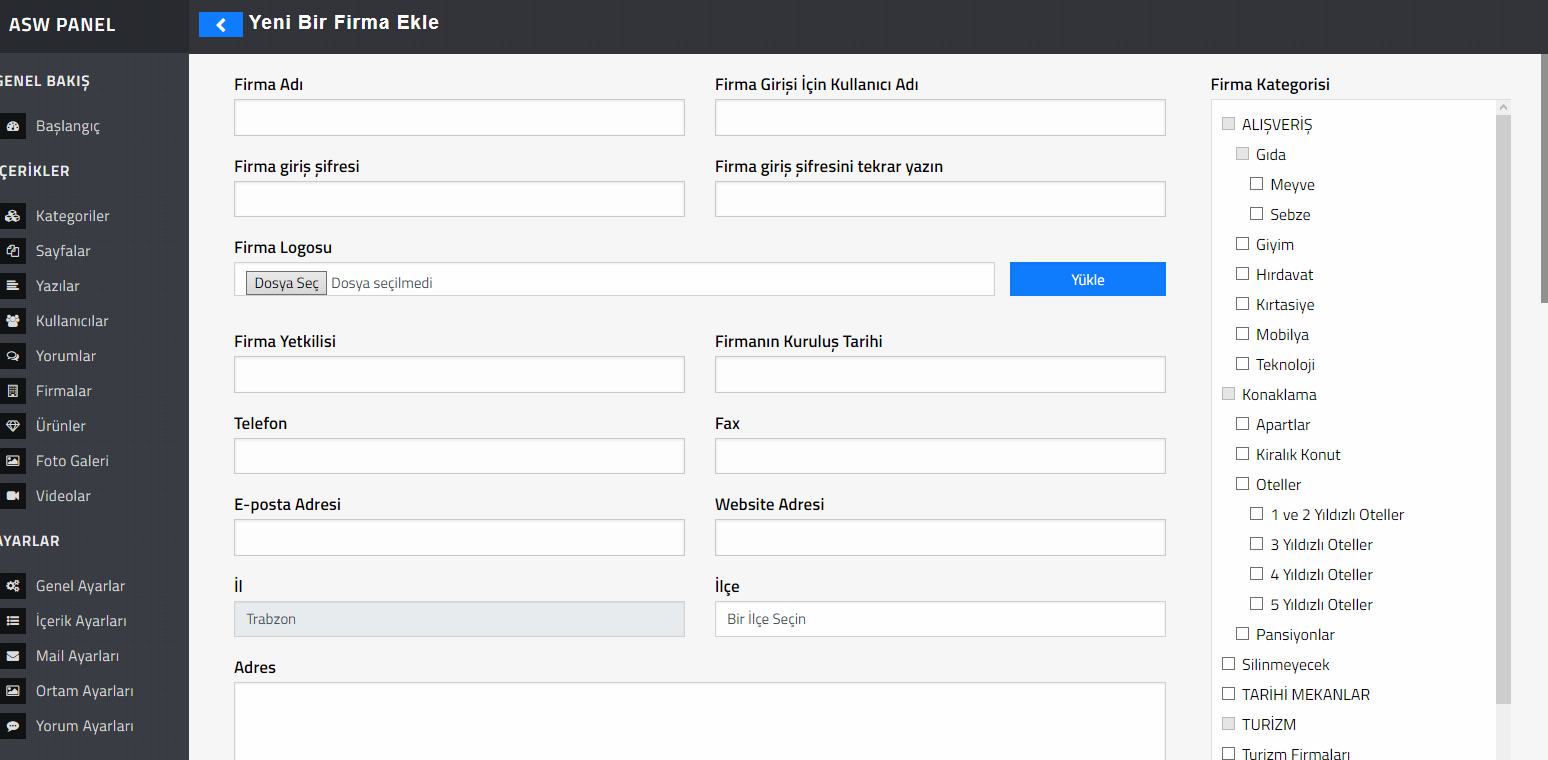 ASW PANEL
Yeni Bir Firma Ekle
GENEL BAKIŞ
Başlangıç
İÇERİKLER
Kategoriler
Sayfalar
Yazılar
Kullanıcılar
Yorumlar
Firmalar
Ürünler
Foto Galeri
Videolar
AYARLAR
Genel Ayarlar
İçerik Ayarları
Mail Ayarları
Ortam Ayarları
Yorum Ayarları
Firma Adı
Firma Girişi İçin Kullanıcı Adı
Firma giriş şifresi
Firma giriş şifresini tekrar yazın
Firma Logosu
Dosya Seç Dosya seçilmedi
Yükle
Firma Yetkilisi
Firmanın Kuruluş Tarihi
Telefon
Fax
E-posta Adresi
Website Adresi
İl
İlçe
Trabzon
Bir İlçe Seçin
Adres
Firma Kategorisi
ALIŞVERİŞ
Gıda
Meyve
Sebze
Giyim
Hırdavat
Kırtasiye
Mobilya
Teknoloji
Konaklama
Apartlar
Kiralık Konut
Oteller
1 ve 2 Yıldızlı Oteller
3 Yıldızlı Oteller
4 Yıldızlı Oteller
5 Yıldızlı Oteller
Pansiyonlar
Silinmeyecek
TARİHİ MEKANLAR
TURİZM
Turizm Firmaları